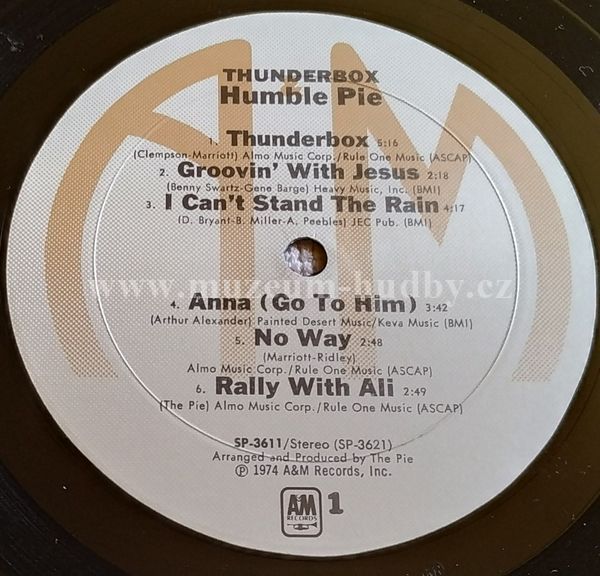 THUNDERBOX
Humble Pie
1. Thunderbox 5:16
(Clempson-Marriott) Almo Music Corp./Rule One Music (ASCAP)
2. Groovin' With Jesus 2:18
(Benny Swartz-Gene Barge) Heavy Music, Inc. (BMI)
3. I Can't Stand The Rain 4:17
(D. Bryant-B. Miller-A. Peebles) JEC Pub. (BMI)
www.muzeum-hudby.cz
4. Anna (Go To Him) 3:42
(Arthur Alexander) Painted Desert Music/Keva Music (BMI)
5. No Way 2:48
(Marriott-Ridley)
Almo Music Corp./Rule One Music (ASCAP)
6. Rally With Ali 2:49
(The Pie) Almo Music Corp./Rule One Music (ASCAP)
SP-3611/Stereo (SP-3621)
Arranged and Produced by The Pie
℗ 1974 A&M Records, Inc.
A&M RECORDS 1